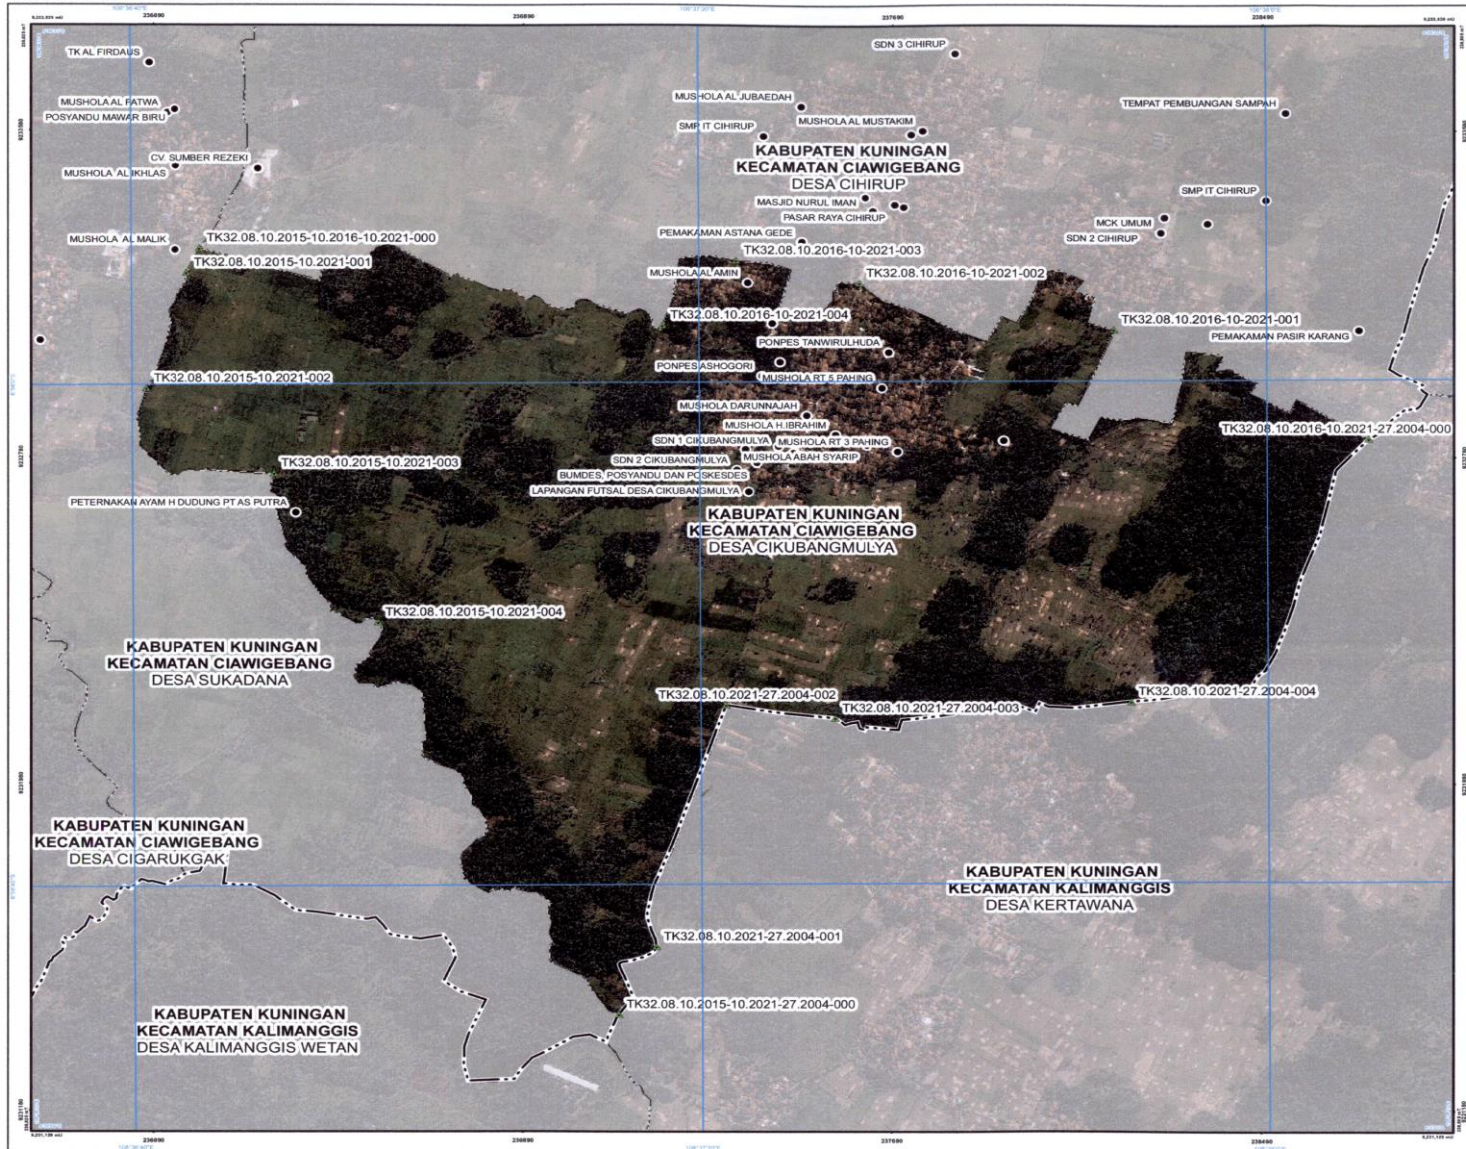 236090
236890
106°37'20"E
237690
238490
TK AL FIRDAUS
SDN 3 CIHIRUP
MUSHOLA AL FATWA
POSYANDU MAWAR BIRU
MUSHOLA AL JUBAEDAH
TEMPAT PEMBUANGAN SAMPAH
SMP IT CIHIRUP
MUSHOLA AL MUSTAKIM
KABUPATEN KUNINGAN
KECAMATAN CIAWIGEBANG
DESA CIHIRUP
CV. SUMBER REZEKI
MUSHOLA AL IKHLAS
SMP IT CIHIRUP
MASJID NURUL IMAN
PASAR RAYA CIHIRUP
MCK UMUM
SDN 2 CIHIRUP
MUSHOLA AL MALIK
TK32.08.10.2015-10.2016-10.2021-000
PEMAKAMAN ASTANA GEDE
TK32.08.10.2016-10-2021-003
TK32.08.10.2015-10.2021-001
MUSHOLA AL AMIN
TK32.08.10.2016-10-2021-002
TK32.08.10.2016-10-2021-004
TK32.08.10.2016-10-2021-001
PEMAKAMAN PASIR KARANG
PONPES TANWIRULHUDA
PONPES ASHOGORI
MUSHOLA RT 5 PAHING
TK32.08.10.2015-10.2021-002
MUSHOLA DARUNNAJAH
MUSHOLA H.IBRAHIM
SDN 1 CIKUBANGMULYA
MUSHOLA RT 3 PAHING
TK32.08.10.2016-10.2021-27.2004-000
SDN 2 CIKUBANGMULYA
MUSHOLA ABAH SYARIP
TK32.08.10.2015-10.2021-003
BUMDES, POSYANDU DAN POSKESDES
LAPANGAN FUTSAL DESA CIKUBANGMULYA
PETERNAKAN AYAM H DUDUNG PT AS PUTRA
KABUPATEN KUNINGAN
KECAMATAN CIAWIGEBANG
DESA CIKUBANGMULYA
TK32.08.10.2015-10.2021-004
KABUPATEN KUNINGAN
KECAMATAN CIAWIGEBANG
DESA SUKADANA
TK32.08.10.2021-27.2004-002
TK32.08.10.2021-27.2004-003
TK32.08.10.2021-27.2004-004
KABUPATEN KUNINGAN
KECAMATAN CIAWIGEBANG
DESA CIGARUKGAK
KABUPATEN KUNINGAN
KECAMATAN KALIMANGGIS
DESA KERTAWANA
TK32.08.10.2021-27.2004-001
TK32.08.10.2015-10.2021-27.2004-000
KABUPATEN KUNINGAN
KECAMATAN KALIMANGGIS
DESA KALIMANGGIS WETAN
236090
236890
237690
238490